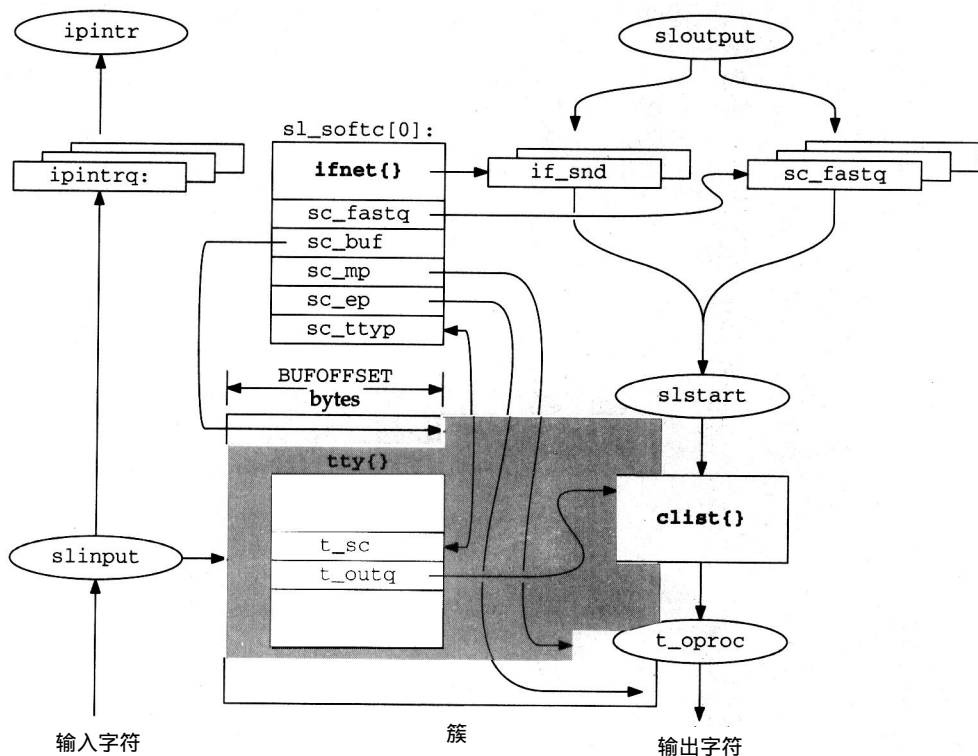 ipintr
sloutput
sl_softc[0]:
ifnet{}
ipintrq:
if_snd
sc_fastq
sc_fastq
sc_buf
sc_mp
sc_ep
sc_ttyp
BUFOFFSET
bytes
slstart
tty{}
clist{}
t_sc
slinput
t_outq
t_oproc
输入字符
簇
输出字符